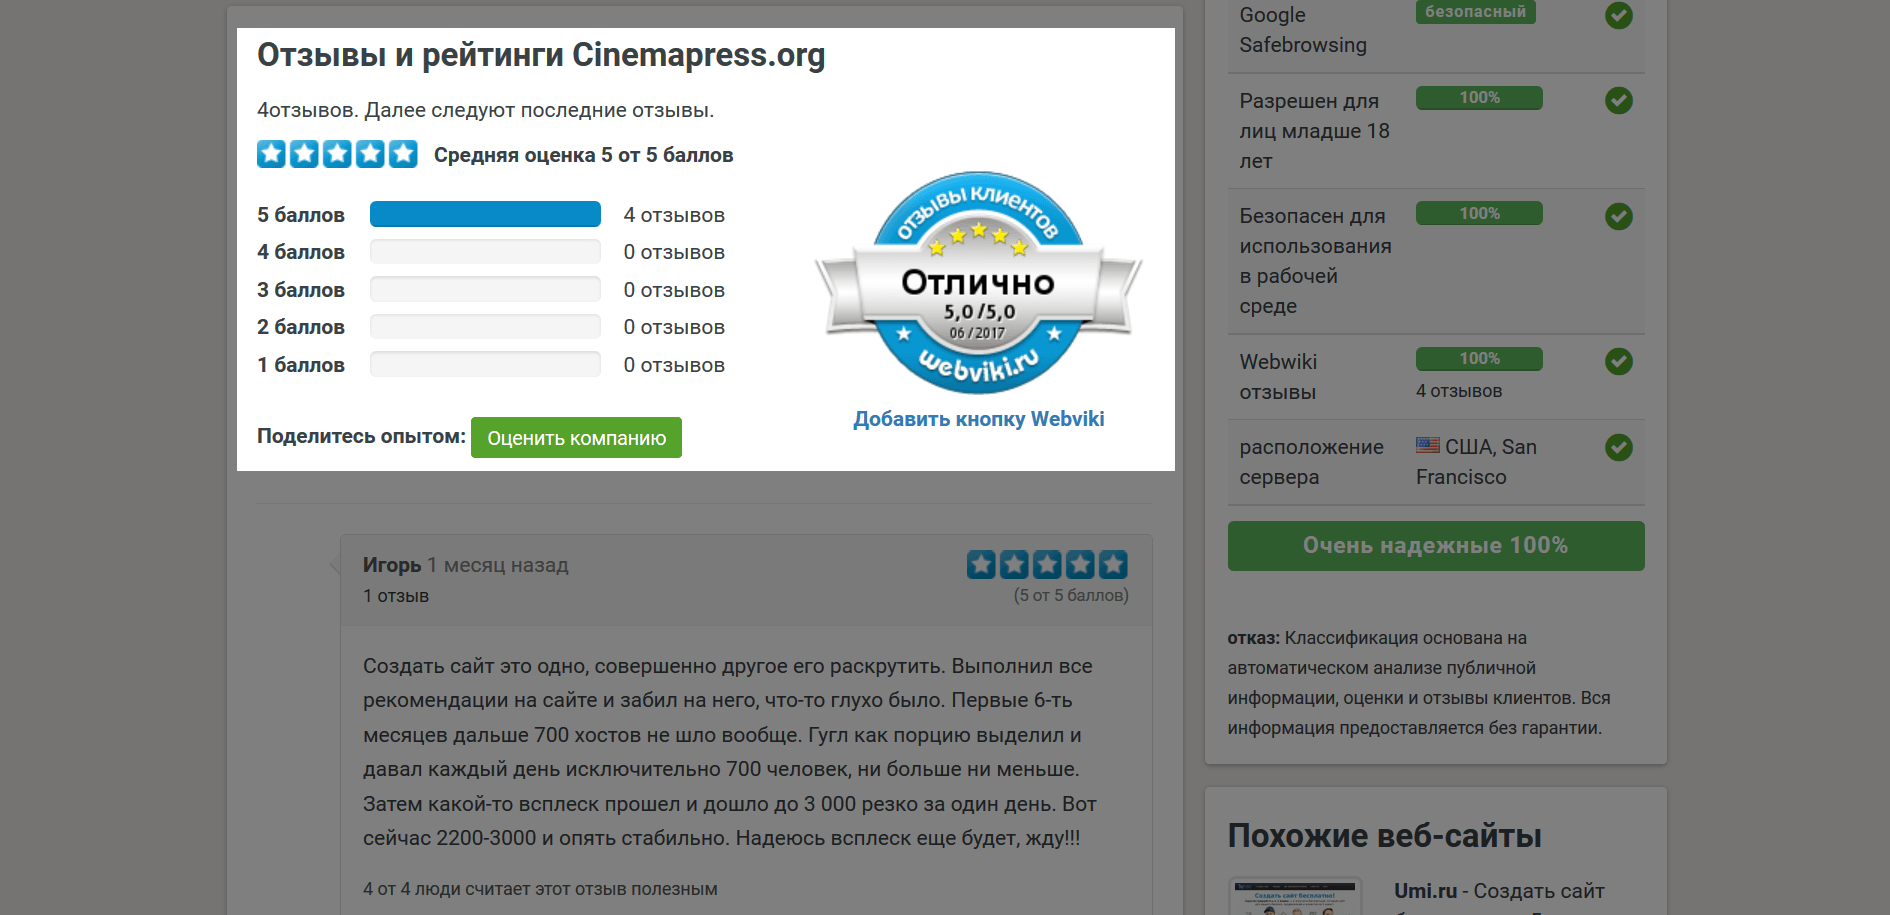 Отзывы и рейтинги Cinemapress.org
4отзывов. Далее следуют последние отзывы.
Средняя оценка 5 от 5 баллов
5 баллов 4 отзывов
4 баллов 0 отзывов
3 баллов 0 отзывов
2 баллов 0 отзывов
1 баллов 0 отзывов
Поделитесь опытом: Оценить компанию
ОТЗЫВЫ КЛИЕНТОВ
Отлично
5,0/5,0
06/2017
webviki.ru
Добавить кнопку Webviki
Игорь 1 месяц назад
1 отзыв
(5 от 5 баллов)
Создать сайт это одно, совершенно другое его раскрутить. Выполнил все
рекомендации на сайте и забил на него, что-то глухо было. Первые 6-ть
месяцев дальше 700 хостов не шло вообще. Гугл как порцию выделил и
давал каждый день исключительно 700 человек, ни больше ни меньше.
Затем какой-то всплеск прошел и дошло до 3 000 резко за один день. Вот
сейчас 2200-3000 и опять стабильно. Надеюсь всплеск еще будет, жду!!!
4 от 4 люди считает этот отзыв полезным
Google
Safebrowsing
безопасный
Разрешен для
лиц младше 18
лет
100%
Безопасен для
использования
в рабочей
среде
100%
Webwiki
отзывы
100%
4 отзывов
расположение
сервера
США, San
Francisco
Очень надежные 100%
отказ: Классификация основана на
автоматическом анализе публичной
информации, оценки и отзывы клиентов. Вся
информация предоставляется без гарантии.
Похожие веб-сайты
Создать сайт бесплатно!
Umi.ru - Создать сайт